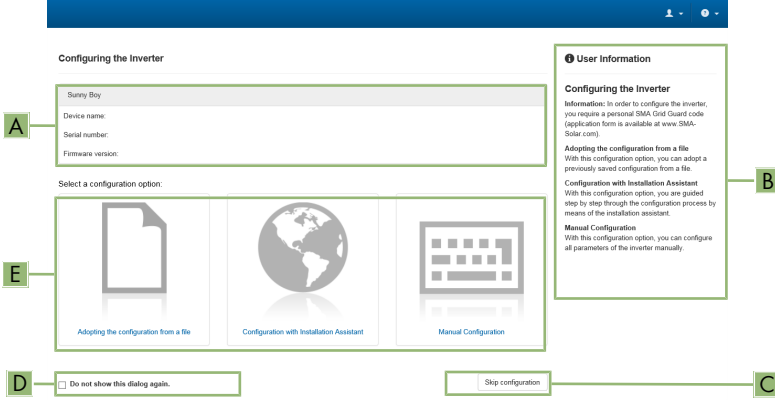 Configuring the Inverter
Sunny Boy
Device name:
Serial number:
Firmware version:
A
Select a configuration option:
E
Adopting the configuration from a file
Configuration with Installation Assistant
Manual Configuration
D
Do not show this dialog again.
Skip configuration
C
User Information
Configuring the Inverter
Information: In order to configure the inverter,
you require a personal SMA Grid Guard code
(application form is available at www.SMA-
Solar.com).
Adopting the configuration from a file
With this configuration option, you can adopt a
previously saved configuration from a file.
Configuration with Installation Assistant
With this configuration option, you are guided
step by step through the configuration process by
means of the installation assistant.
Manual Configuration
With this configuration option, you can configure
all parameters of the inverter manually.
B